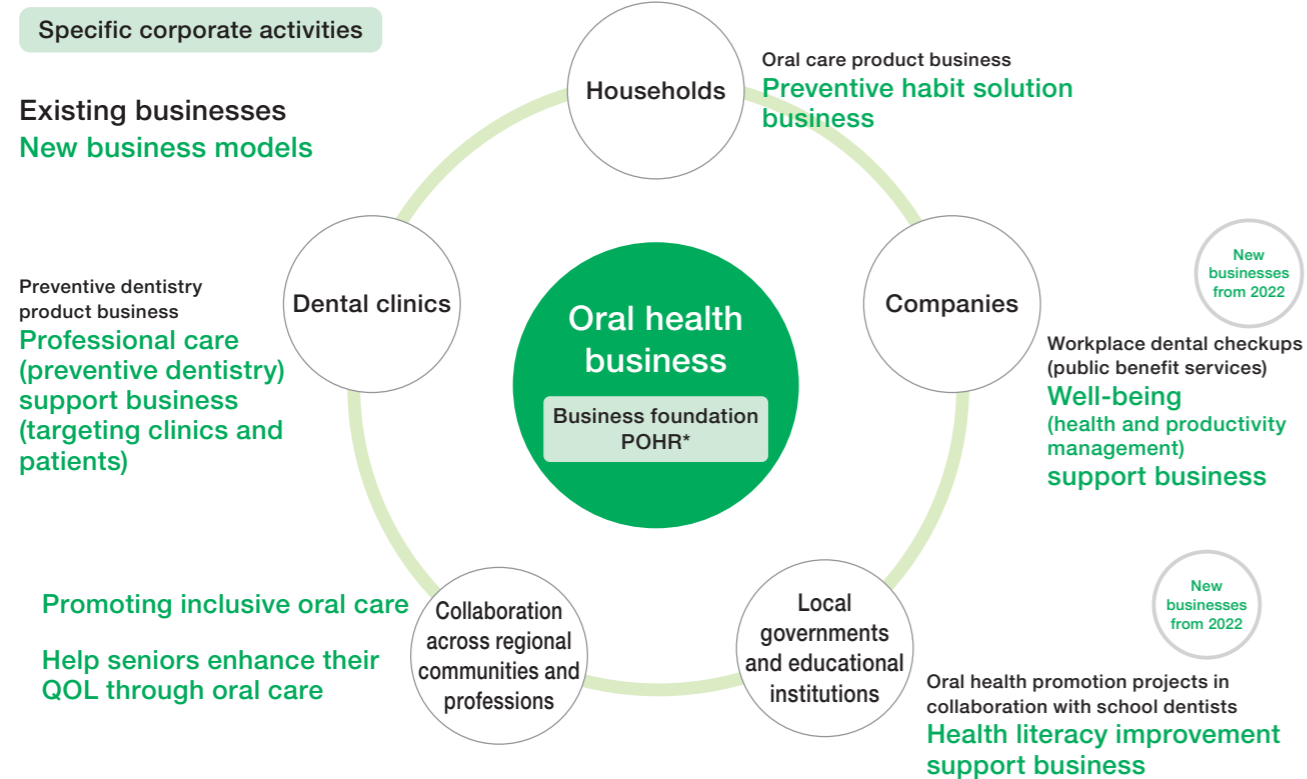 Specific corporate activities
Existing businesses
New business models
Households
Oral care product business
Preventive habit solution
business
Dental clinics
Preventive dentistry
product business
Professional care
(preventive dentistry)
support business
(targeting clinics and
patients)
Oral health
business
Business foundation
POHR*
Companies
New
businesses
from 2022
Workplace dental checkups
(public benefit services)
Well-being
(health and productivity
management)
support business
Promoting inclusive oral care
Help seniors enhance their
QOL through oral care
Collaboration
across regional
communities and
professions
Local
governments
and educational
institutions
New
businesses
from 2022
Oral health promotion projects in
collaboration with school dentists
Health literacy improvement
support business